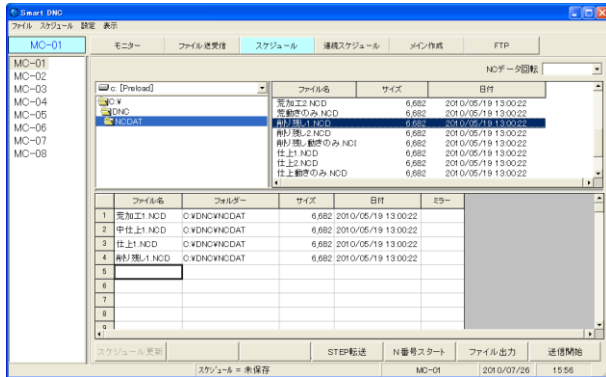 Smart DNC
ファイル スケジュール 設定 表示
MC-01 モニター ファイル送受信 スケジュール 連続スケジュール メイン作成 FTP
MC-01
MC-02
MC-03
MC-04
MC-05
MC-06
MC-07
MC-08
NCデータ回転
c: [Preload]
C:¥
DNC
NCDAT
ファイル名 サイズ 日付
荒加工2.NCD 6,682 2010/05/19 13:00:22
荒動きのみ.NCD 6,682 2010/05/19 13:00:22
削り残し1.NCD 6,682 2010/05/19 13:00:22
削り残し2.NCD 6,682 2010/05/19 13:00:22
削り残し動きのみ.NCI 6,682 2010/05/19 13:00:22
仕上1.NCD 6,682 2010/05/19 13:00:22
仕上2.NCD 6,682 2010/05/19 13:00:22
仕上動きのみ.NCD 6,682 2010/05/19 13:00:22
ファイル名 フォルダー サイズ 日付 ミラー
1 荒加工1.NCD C:¥DNC¥NCDAT 6,682 2010/05/19 13:00:22
2 中仕上1.NCD C:¥DNC¥NCDAT 6,682 2010/05/19 13:00:22
3 仕上1.NCD C:¥DNC¥NCDAT 6,682 2010/05/19 13:00:22
4 削り残し1.NCD C:¥DNC¥NCDAT 6,682 2010/05/19 13:00:22
5
6
7
8
9
スケジュール更新 STEP転送 N番号スタート ファイル出力 送信開始
スケジュール = 未保存 MC-01 2010/07/26 15:56